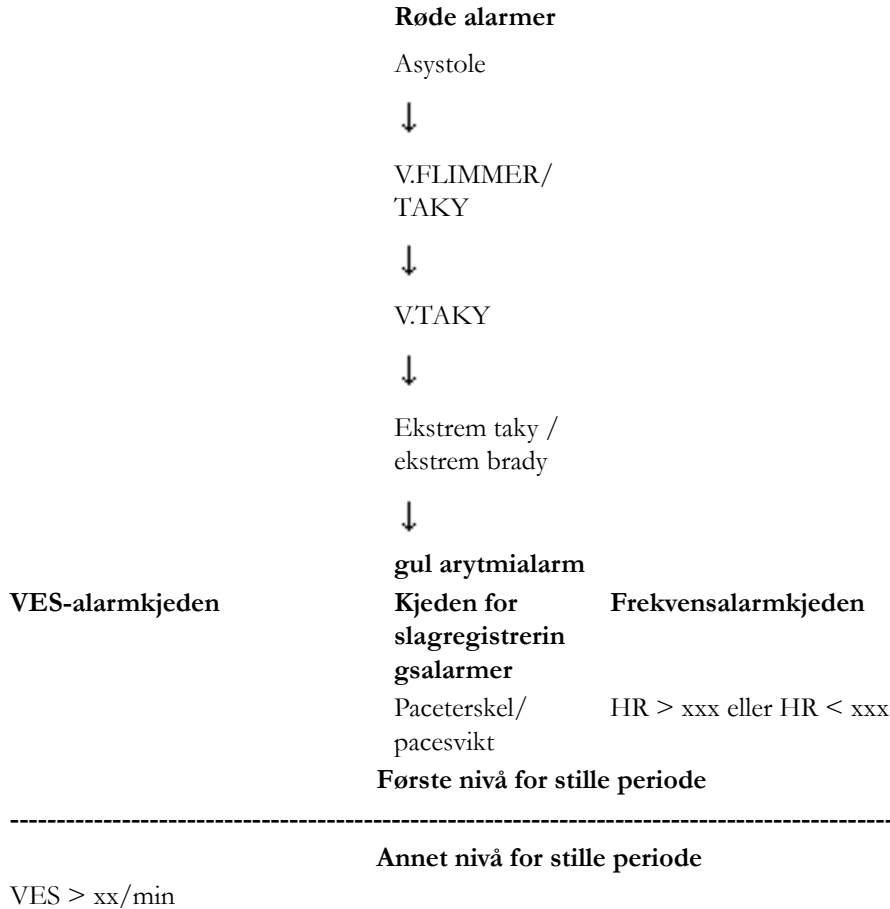 Røde alarmer
Asystole
↓
V.FLIMMER/
TAKY
↓
V.TAKY
↓
Ekstrem taky /
ekstrem brady
↓
gul arytmialarm
VES-alarmkjeden
Kjeden for
slagregistrerin
gsalarmer
Frekvensalarmkjeden
Paceterskel/
pacesvikt
HR > xxx eller HR < xxx
Første nivå for stille periode
Annet nivå for stille periode
VES > xx/min